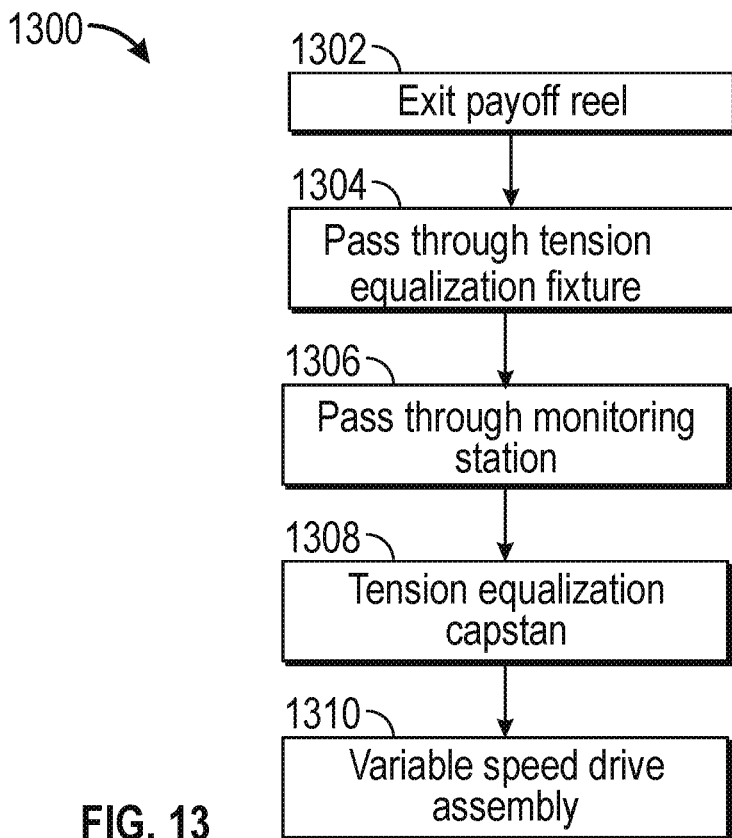 1300
1302
Exit payoff reel
1304
Pass through tension
equalization fixture
1306
Pass through monitoring
station
1308
Tension equalization
capstan
1310
Variable speed drive
assembly
FIG. 13